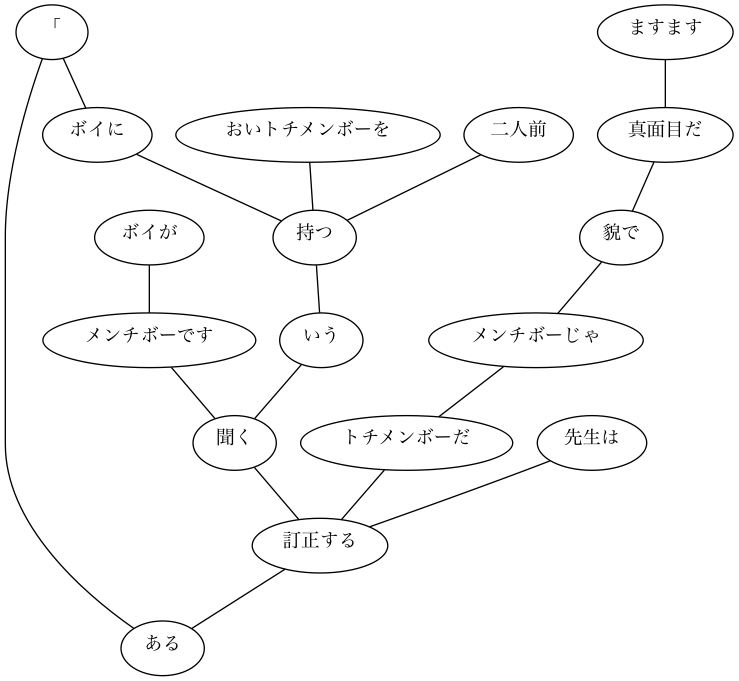 「 ますます
ボイに おいトチメンボーを 二人前 真面目だ
ボイが 持つ 貌で
メンチボーです いう メンチボーじゃ
聞く トチメンボーだ 先生は
訂正する
ある